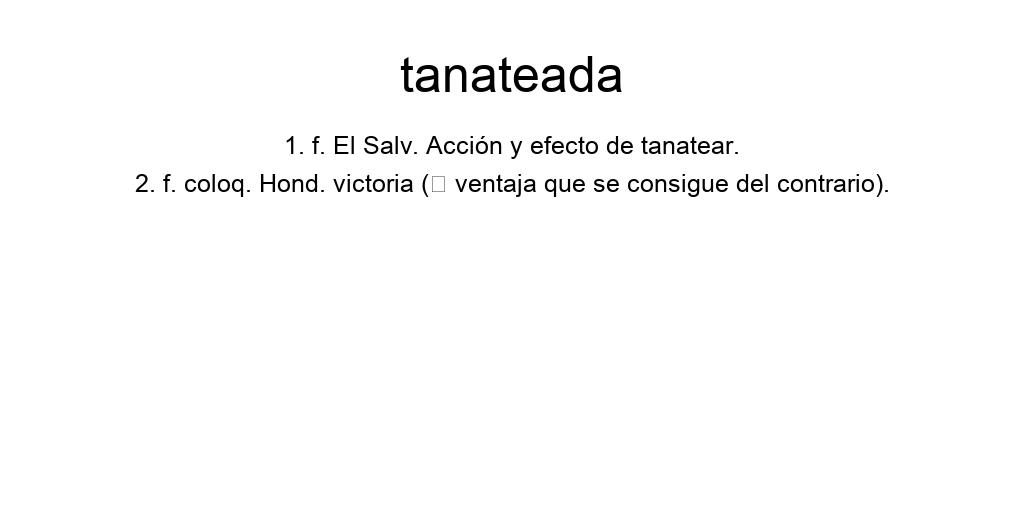 tanateada
1. f. El Salv. Acción y efecto de tanatear.
2. f. coloq. Hond. victoria (□ ventaja que se consigue del contrario).